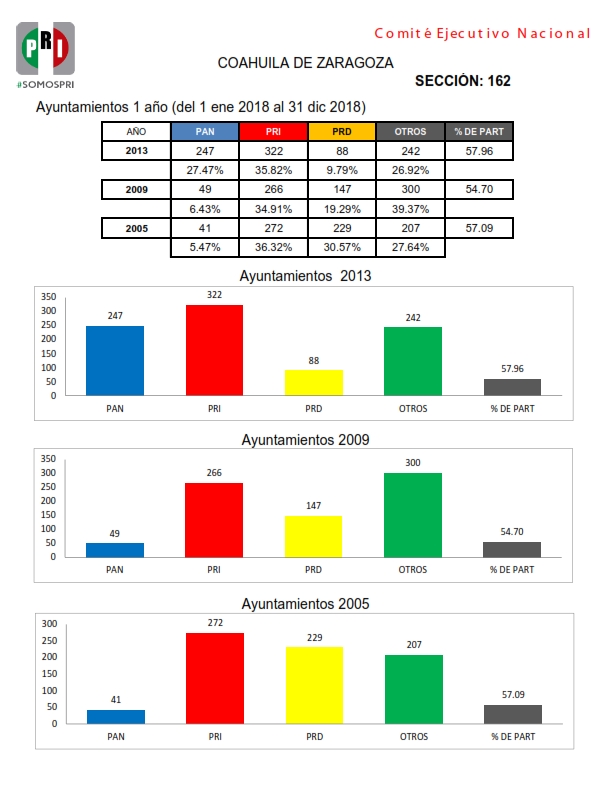 Comité Ejecutivo Nacional
PRI
#SOMOSPRI
COAHUILA DE ZARAGOZA
SECCIÓN: 162
Ayuntamientos 1 año (del 1 ene 2018 al 31 dic 2018)
AÑO PAN PRI PRD OTROS % DE PART
2013 247 322 88 242 57.96
27.47% 35.82% 9.79% 26.92%
2009 49 266 147 300 54.70
6.43% 34.91% 19.29% 39.37%
2005 41 272 229 207 57.09
5.47% 36.32% 30.57% 27.64%
Ayuntamientos 2013
350
300
250
200
150
100
50
0
247 322 88 242 57.96
PAN PRI PRD OTROS % DE PART
Ayuntamientos 2009
350
300
250
200
150
100
50
0
49 266 147 300 54.70
PAN PRI PRD OTROS % DE PART
Ayuntamientos 2005
300
250
200
150
100
50
0
41 272 229 207 57.09
PAN PRI PRD OTROS % DE PART